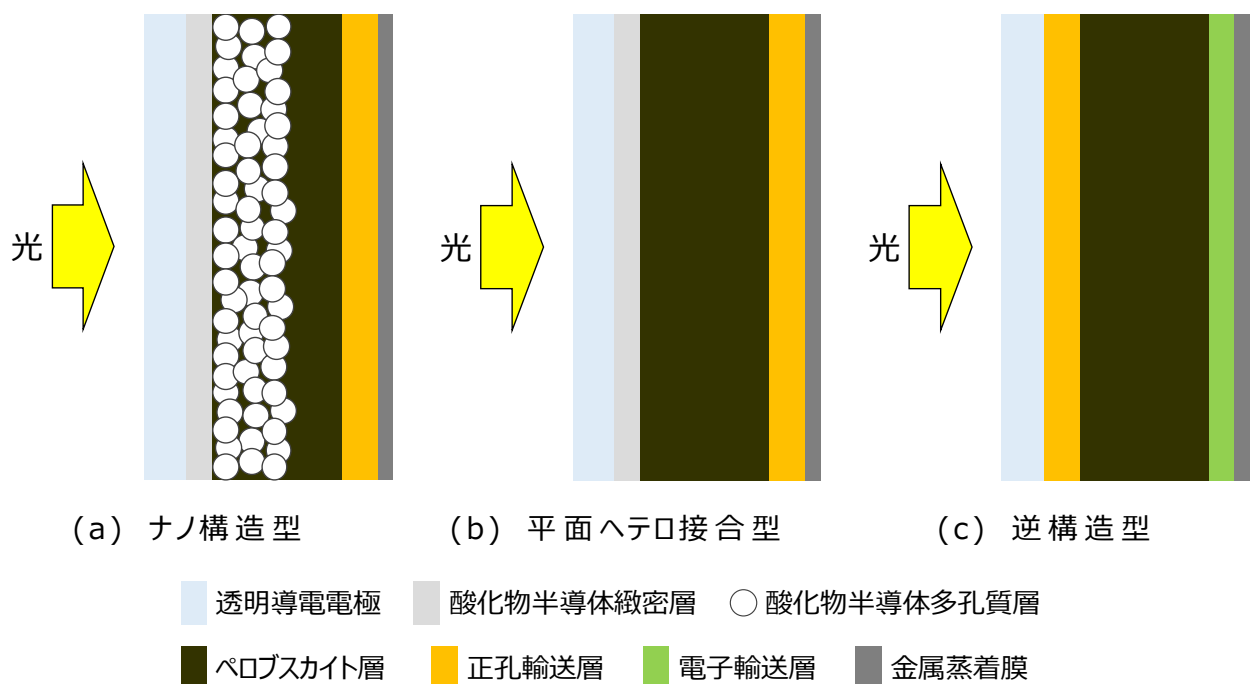 光
光
光
(a) ナノ構造型
(b) 平面ヘテロ接合型
(c) 逆構造型
透明導電電極
酸化物半導体緻密層
酸化物半導体多孔質層
ペロブスカイト層
正孔輸送層
電子輸送層
金属蒸着膜